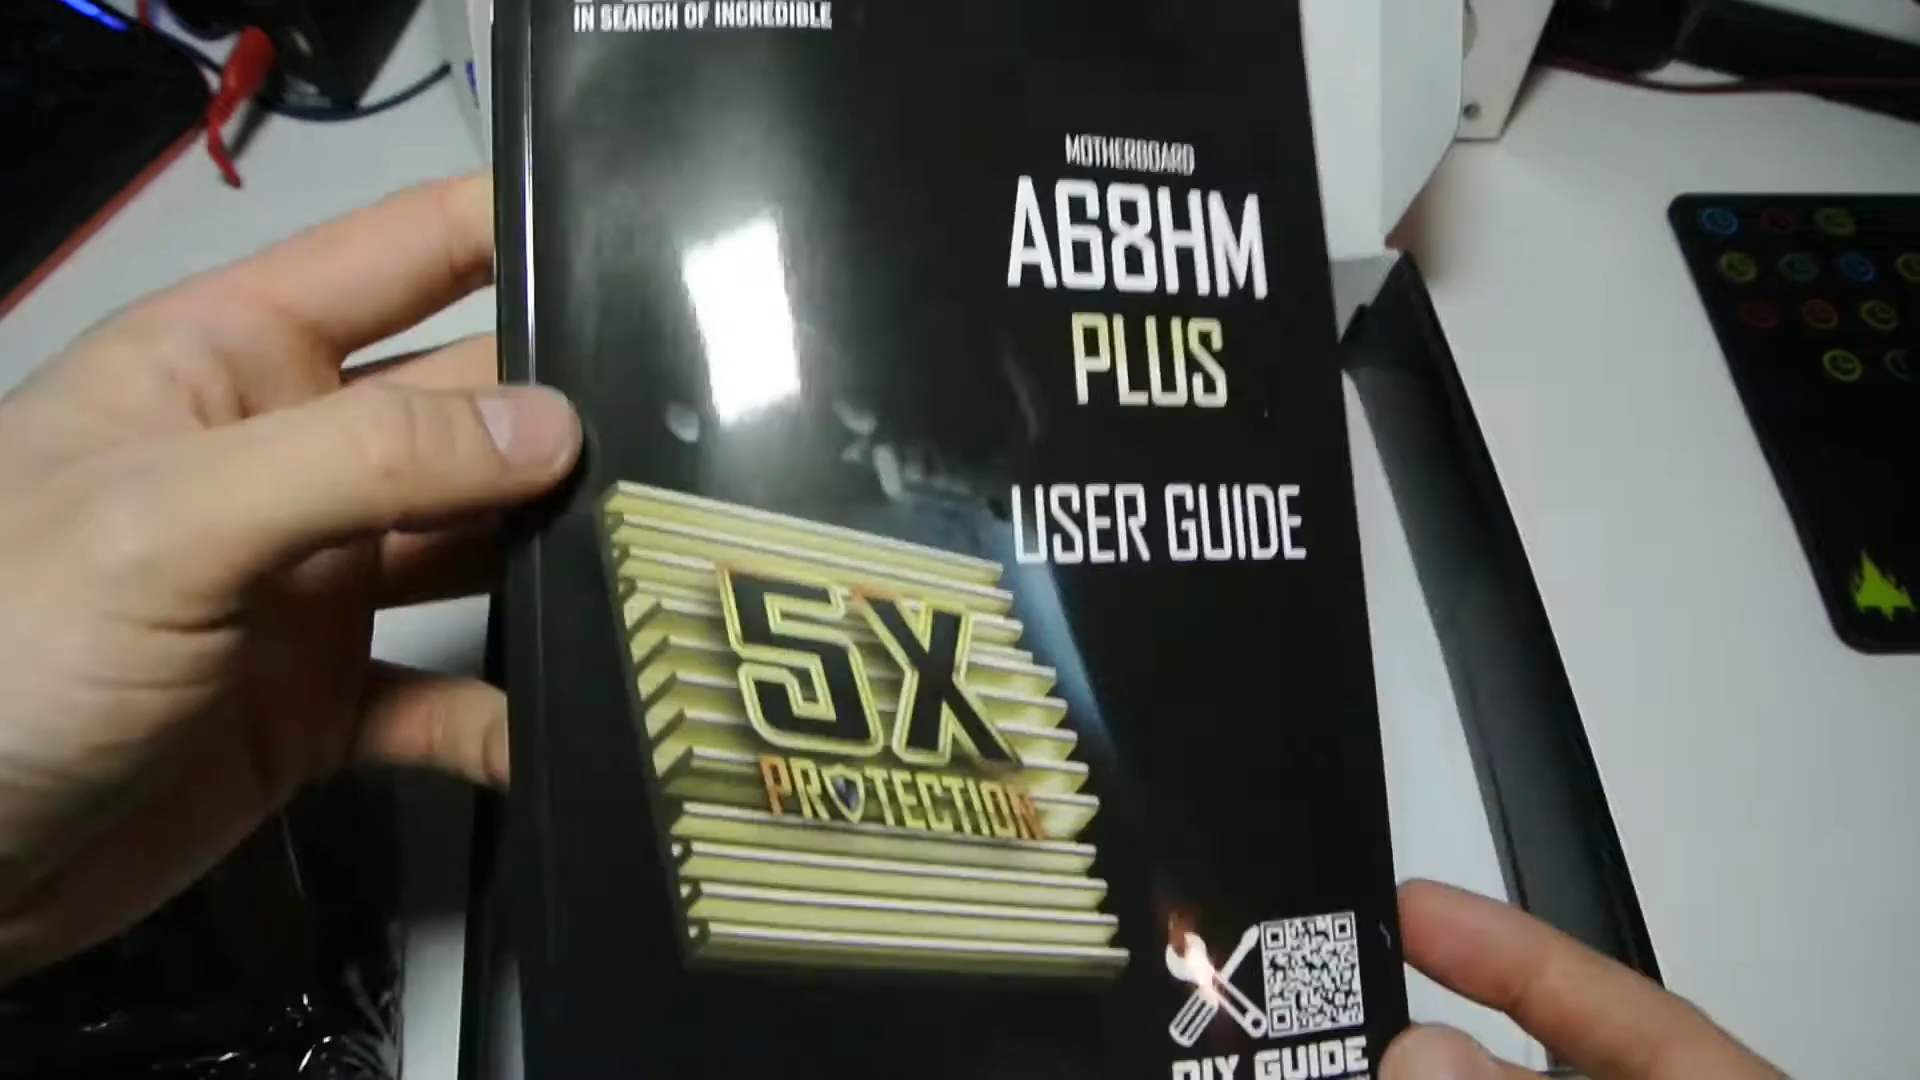 IN SEARCH OF INCREDIBLE
MOTHERBOARD
A68HM
PLUS
USER GUIDE
5X
PROTECTION
DIY GUIDE